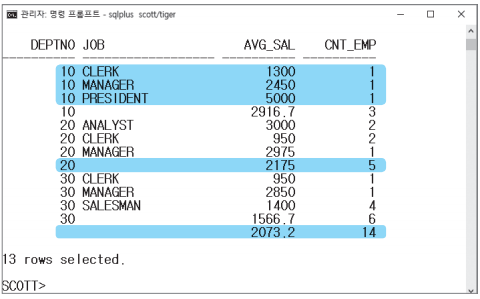 관리자: 명령 프롬프트 - sqlplus scott/tiger
DEPTNO JOB AVG_SAL CNT_EMP
10 CLERK 1300 1
10 MANAGER 2450 1
10 PRESIDENT 5000 1
10 2916.7 3
20 ANALYST 3000 2
20 CLERK 950 2
20 MANAGER 2975 1
20 2175 5
30 CLERK 950 1
30 MANAGER 2850 1
30 SALESMAN 1400 4
30 1566.7 6
2073.2 14
13 rows selected.
SCOTT>